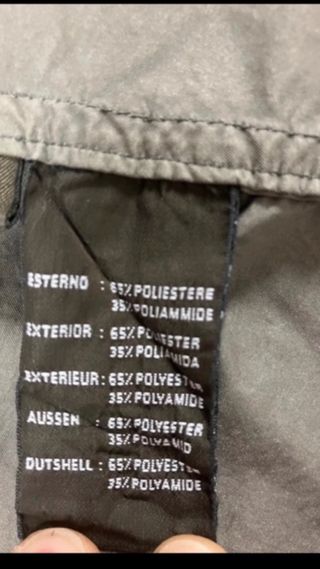 ESTERNO : 65% POLIESTERE
35% POLIAMMIDE
EXTERIOR : 65% POLIESTER
35% POLIAMIDA
EXTERIEUR : 65% POLYESTER
35% POLYAMIDE
AUSSEN : 65% POLYESTER
35% POLYAMID
OUTSHELL : 65% POLYESTER
35% POLYAMIDE